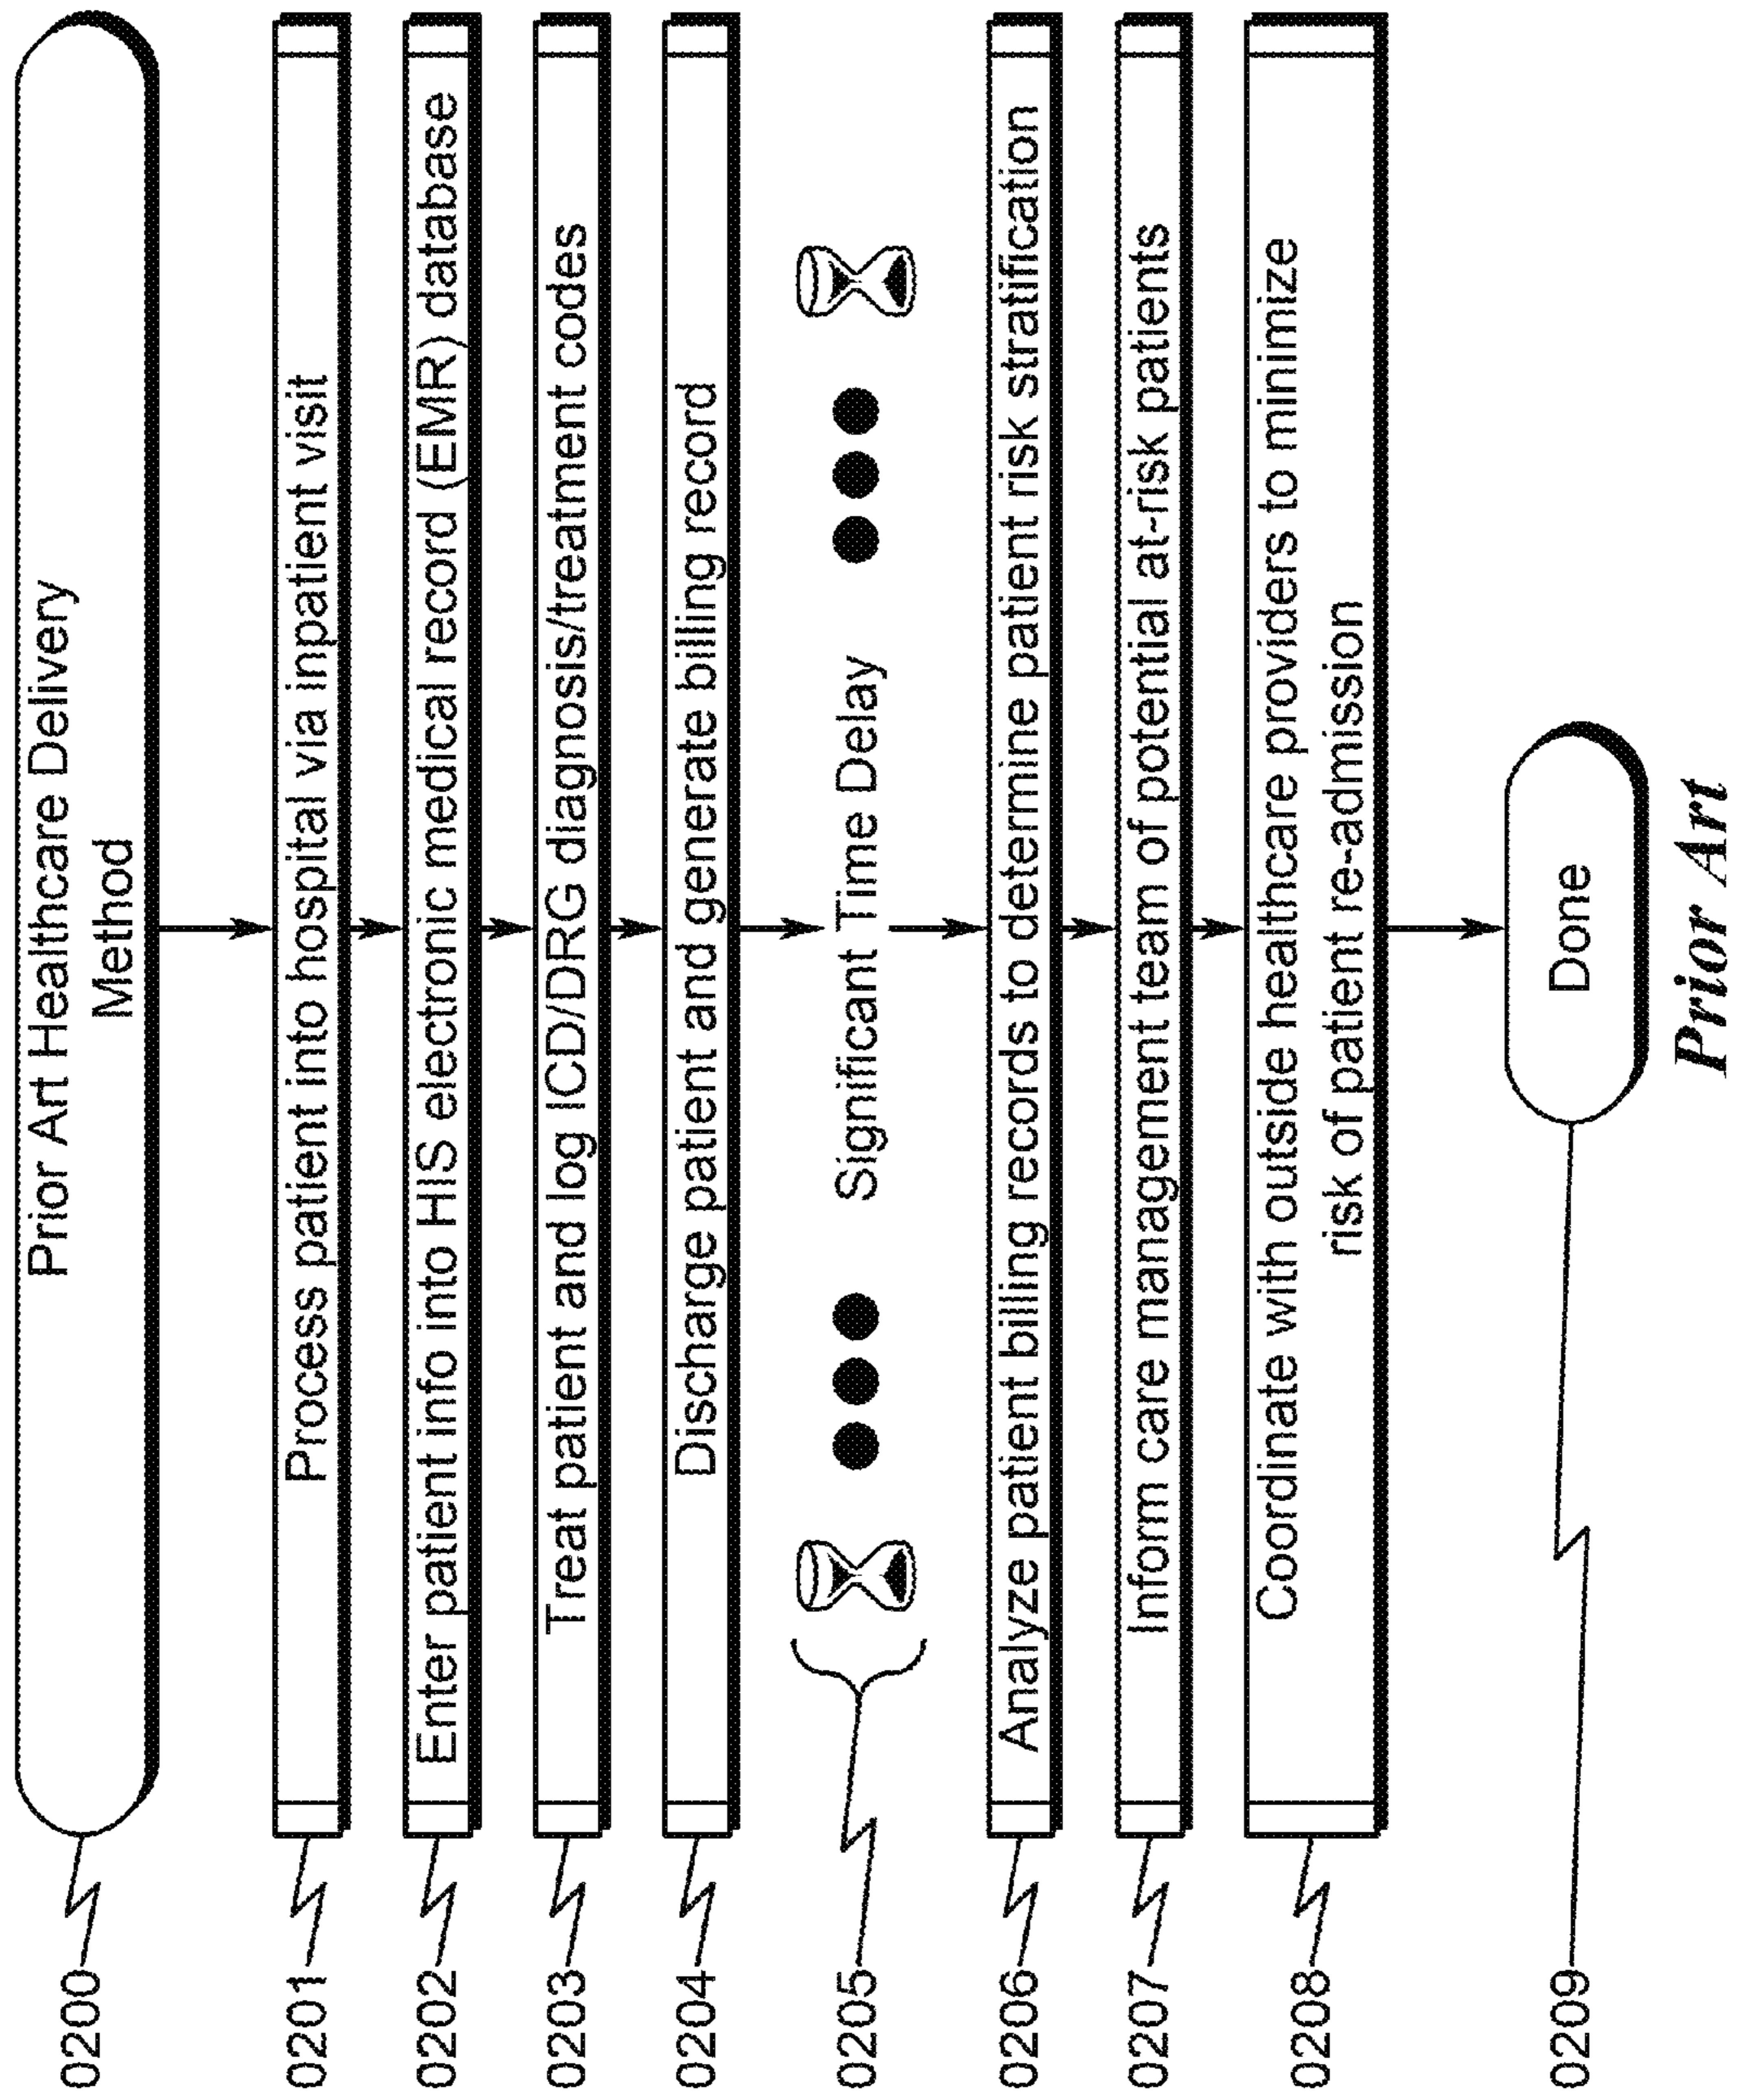 Prior Art Healthcare Delivery
Method
0200
Process patient into hospital via inpatient visit
0201
Enter patient info into HIS electronic medical record (EMR) database
0202
Treat patient and log ICD/DRG diagnosis/treatment codes
0203
Discharge patient and generate billing record
0204
Significant Time Delay
0205
Analyze patient billing records to determine patient risk stratification
0206
Inform care management team of potential at-risk patients
0207
Coordinate with outside healthcare providers to minimize
risk of patient re-admission
0208
Done
0209
Prior Art